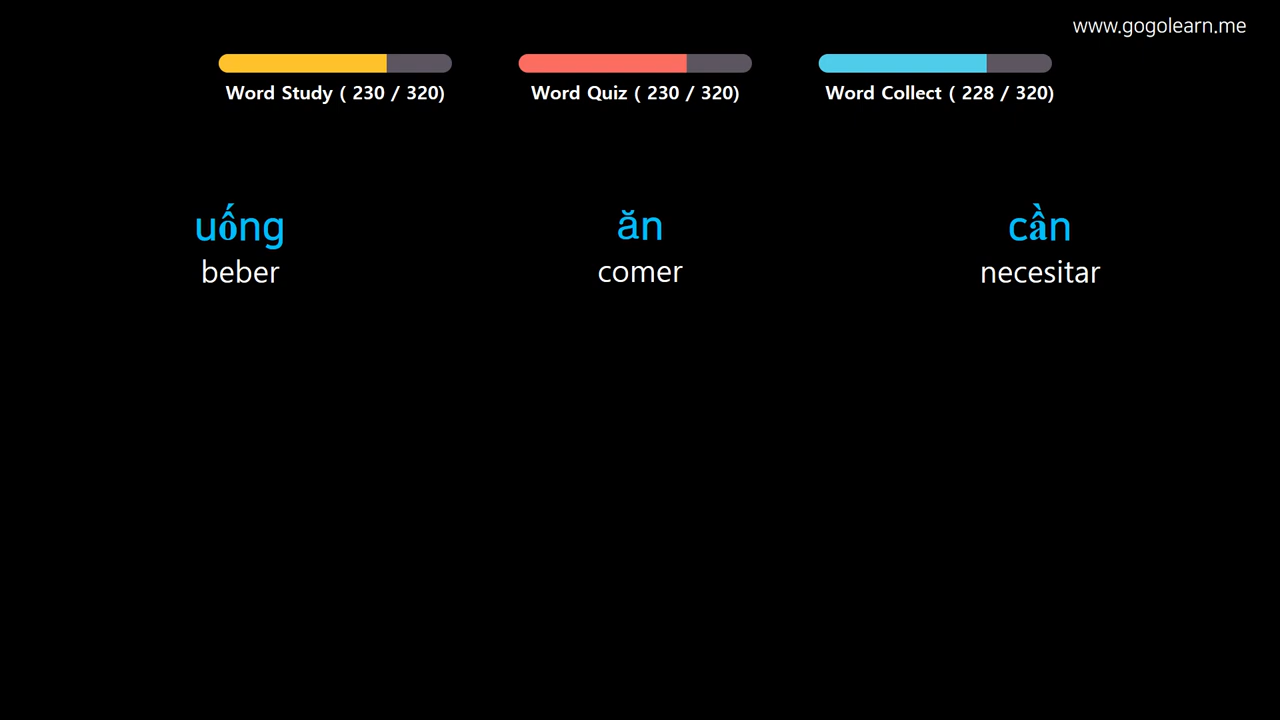 www.gogolearn.me
Word Study ( 230 / 320)
Word Quiz ( 230 / 320)
Word Collect ( 228 / 320)
uống
beber
ăn
comer
cần
necesitar